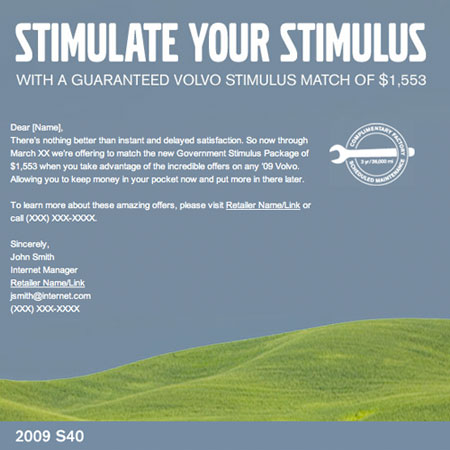 STIMULATE YOUR STIMULUS
WITH A GUARANTEED VOLVO STIMULUS MATCH OF $1,553
Dear [Name],
There's nothing better than instant and delayed satisfaction. So now through
March XX we're offering to match the new Government Stimulus Package of
$1,553 when you take advantage of the incredible offers on any '09 Volvo.
Allowing you to keep money in your pocket now and put more in there later.
To learn more about these amazing offers, please visit Retailer Name/Link or
call (XXX) XXX-XXXX.
Sincerely,
John Smith
Internet Manager
Retailer Name/Link
jsmith@internet.com
(XXX) XXX-XXXX
COMPLIMENTARY FACTORY
3 yr / 36,000 mi
SCHEDULED MAINTENANCE
2009 S40